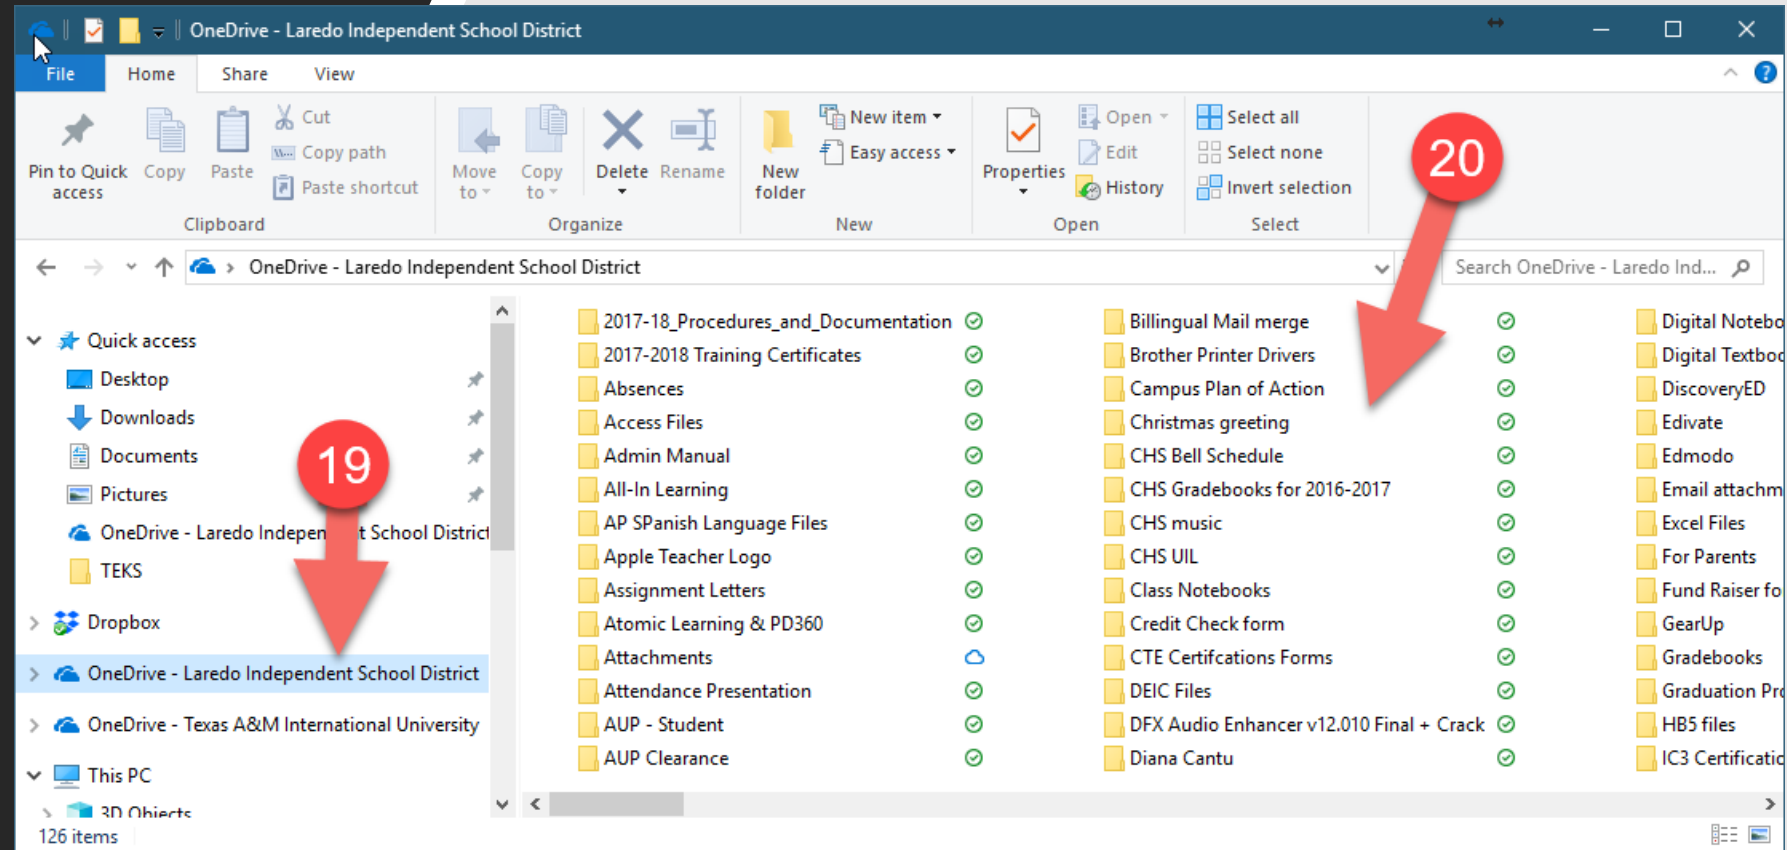 OneDrive - Laredo Independent School District
File Home Share View
Pin to Quick access
Copy
Paste
Cut
Copy path
Paste shortcut
Clipboard
Move to
Copy to
Delete
Rename
Organize
New folder
New item
Easy access
New
Properties
Open
Edit
History
Open
Select all
Select none
Invert selection
Select
20
OneDrive - Laredo Independent School District
Search OneDrive - Laredo Ind...
Quick access
Desktop
Downloads
Documents
Pictures
OneDrive - Laredo Independent School District
TEKS
Dropbox
OneDrive - Laredo Independent School District
OneDrive - Texas A&M International University
This PC
3D Objects
19
2017-18_Procedures_and_Documentation
2017-2018 Training Certificates
Absences
Access Files
Admin Manual
All-In Learning
AP SPanish Language Files
Apple Teacher Logo
Assignment Letters
Atomic Learning & PD360
Attachments
Attendance Presentation
AUP - Student
AUP Clearance
Billingual Mail merge
Brother Printer Drivers
Campus Plan of Action
Christmas greeting
CHS Bell Schedule
CHS Gradebooks for 2016-2017
CHS music
CHS UIL
Class Notebooks
Credit Check form
CTE Certifcations Forms
DEIC Files
DFX Audio Enhancer v12.010 Final + Crack
Diana Cantu
Digital Notebo
Digital Textboo
DiscoveryED
Edivate
Edmodo
Email attachm
Excel Files
For Parents
Fund Raiser fo
GearUp
Gradebooks
Graduation Pro
HB5 files
IC3 Certificatio
126 items